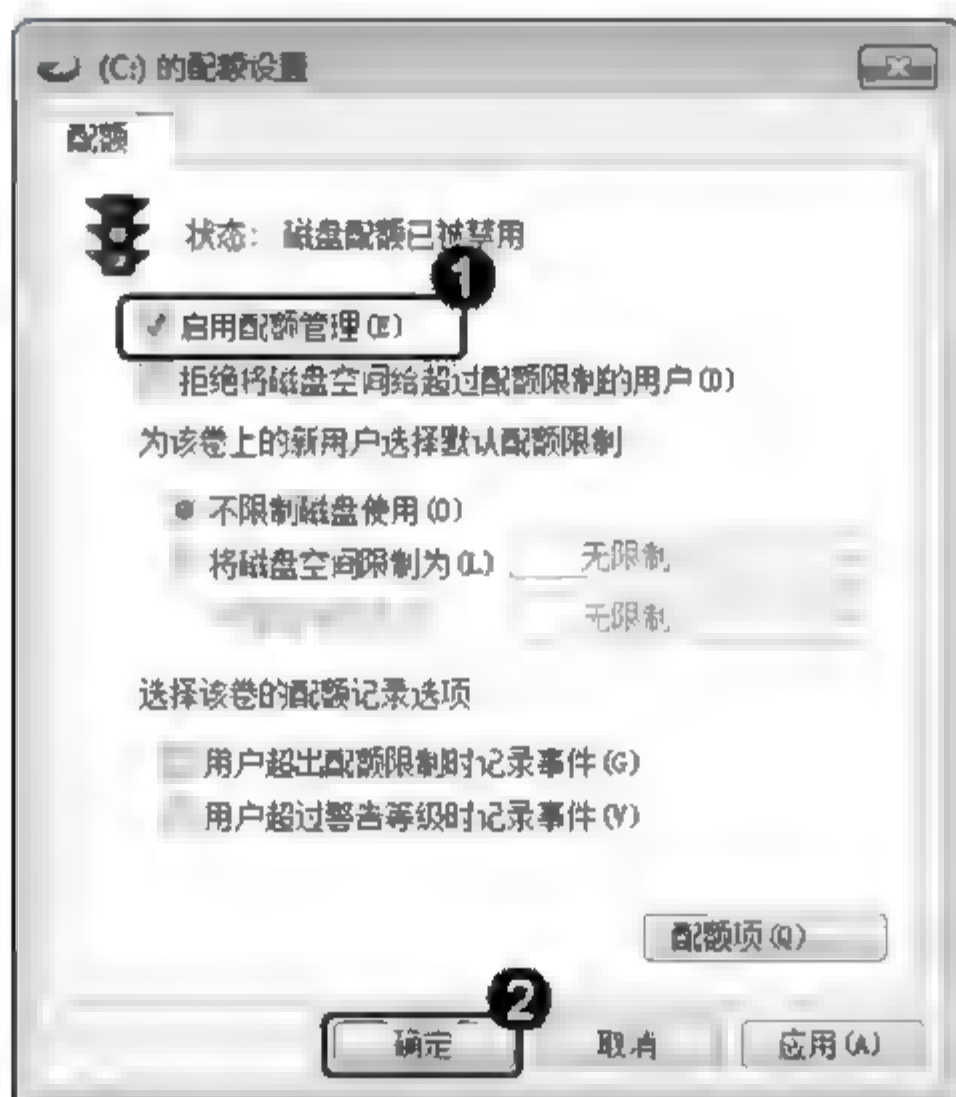 (C:) 的配额设置
配额
状态: 磁盘配额已被禁用
1
启用配额管理(E)
拒绝将磁盘空间给超过配额限制的用户(D)
为该卷上的新用户选择默认配额限制
不限制磁盘使用(O)
将磁盘空间限制为(L) 无限制
无限制
选择该卷的配额记录选项
用户超出配额限制时记录事件(G)
用户超过警告等级时记录事件(V)
配额项(Q)
2
确定 取消 应用(A)